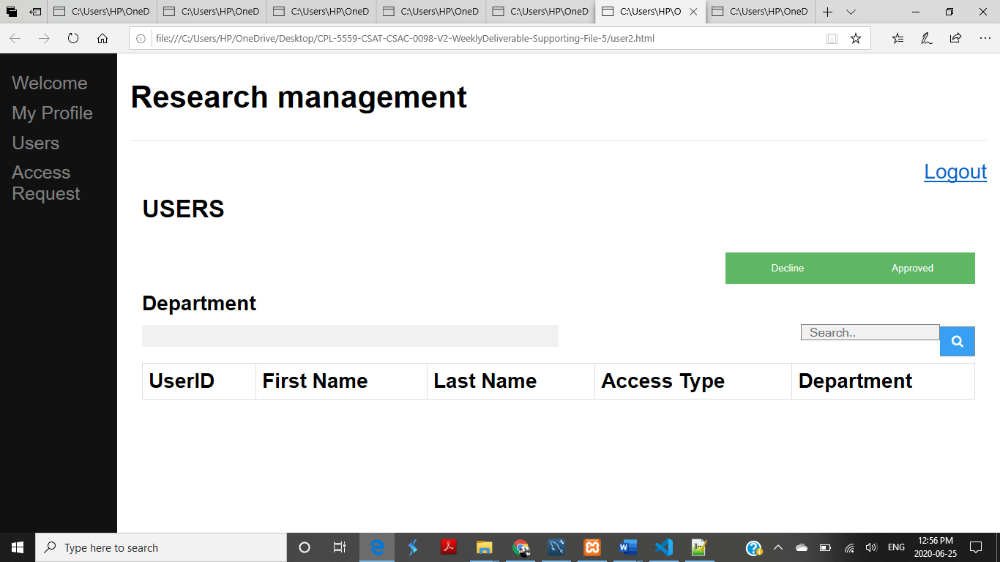 C:\Users\HP\OneD C:\Users\HP\OneD C:\Users\HP\OneD C:\Users\HP\OneD C:\Users\HP\OneD C:\Users\HP\O C:\Users\HP\OneD
file:///C:/Users/HP/OneDrive/Desktop/CPL-5559-CSAT-CSAC-0098-V2-WeeklyDeliverable-Supporting-File-5/user2.html
Welcome
My Profile
Users
Access
Request
Research management
Logout
USERS
Decline Approved
Department
Search..
UserID First Name Last Name Access Type Department
Type here to search
ENG
12:56 PM
2020-06-25